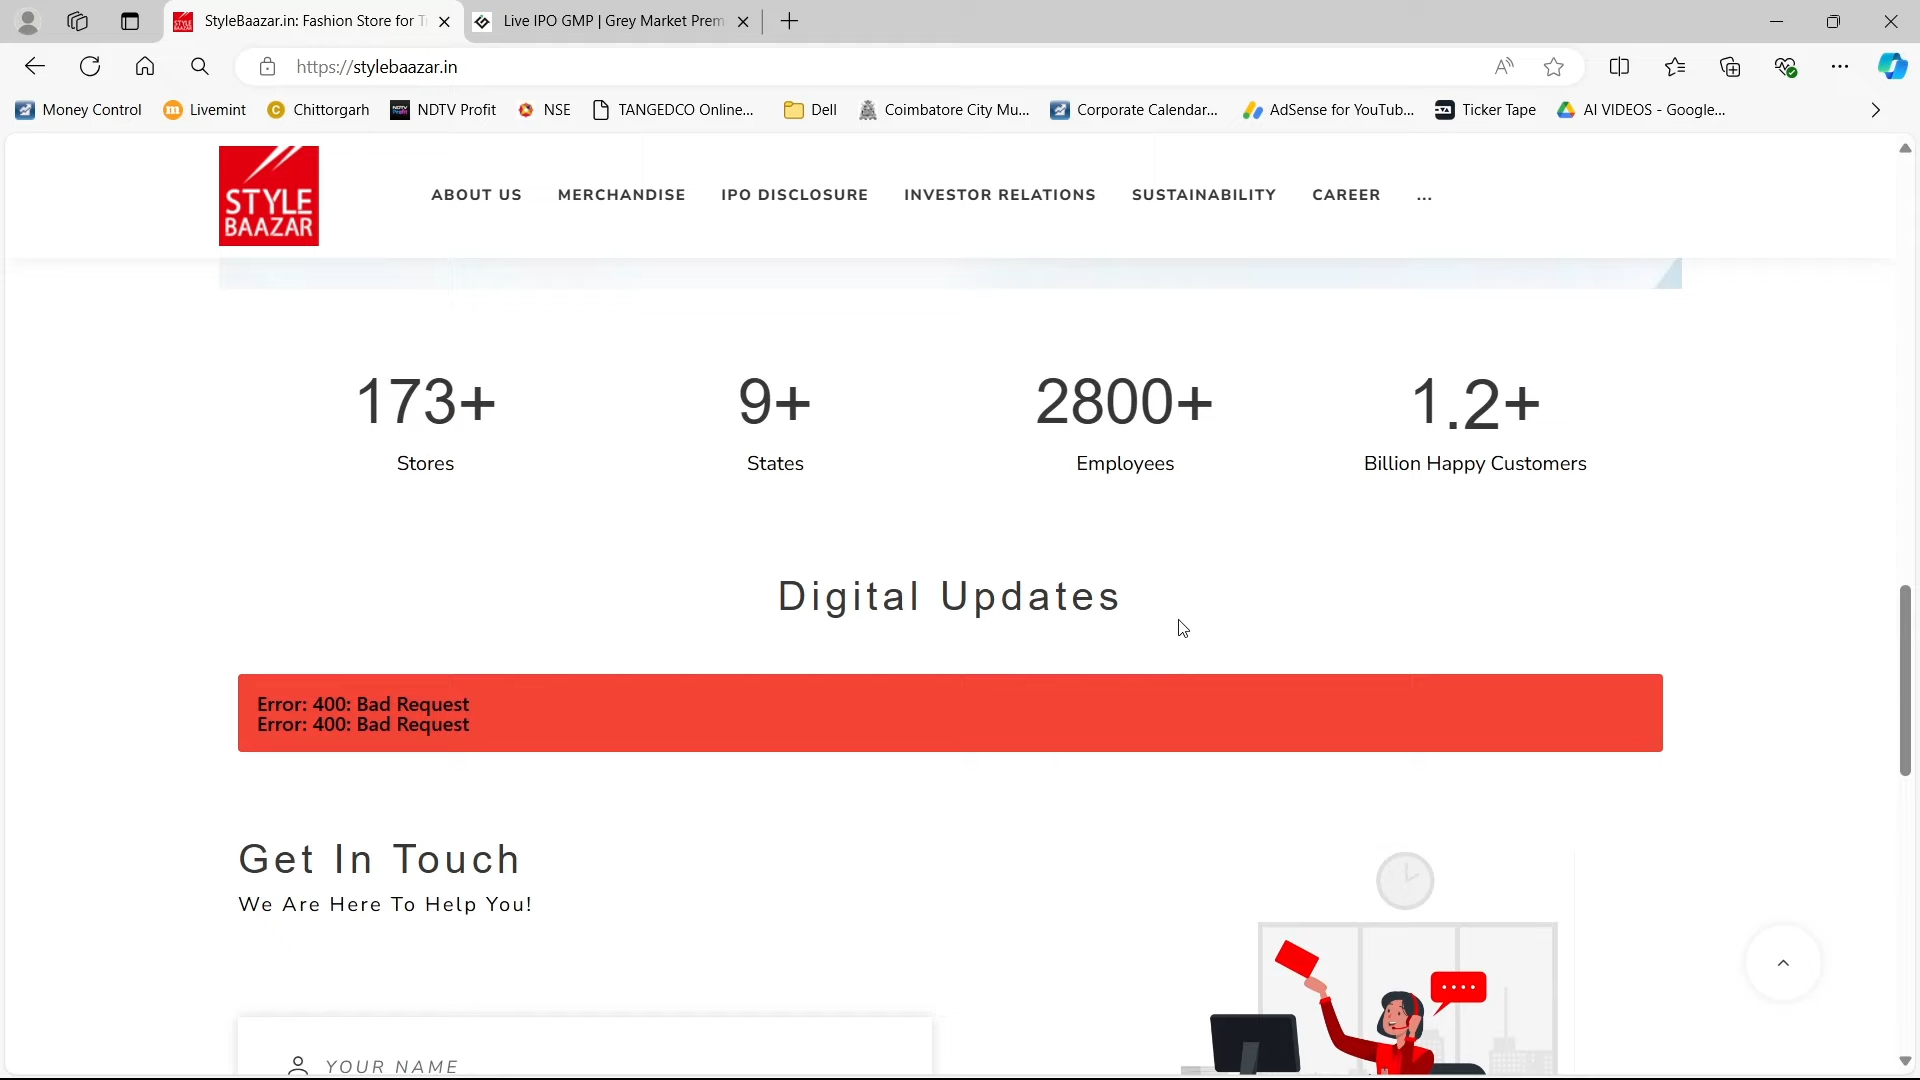 StyleBaazar.in: Fashion Store for T
Live IPO GMP | Grey Market Prem
https://stylebaazar.in
Money Control
Livemint
Chittorgarh
NDTV Profit
NSE
TANGEDCO Online...
Dell
Coimbatore City Mu...
Corporate Calendar...
AdSense for YouTub...
Ticker Tape
AI VIDEOS - Google...
STYLE
BAAZAR
ABOUT US
MERCHANDISE
IPO DISCLOSURE
INVESTOR RELATIONS
SUSTAINABILITY
CAREER
...
173+
Stores
9+
States
2800+
Employees
1.2+
Billion Happy Customers
Digital Updates
Error: 400: Bad Request
Error: 400: Bad Request
Get In Touch
We Are Here To Help You!
YOUR NAME